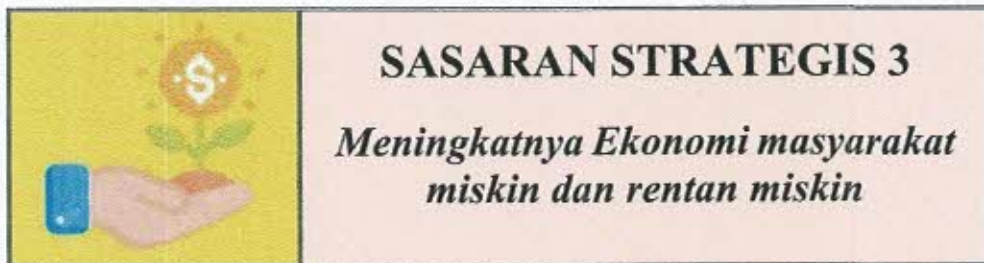 $
SASARAN STRATEGIS 3
Meningkatnya Ekonomi masyarakat
miskin dan rentan miskin